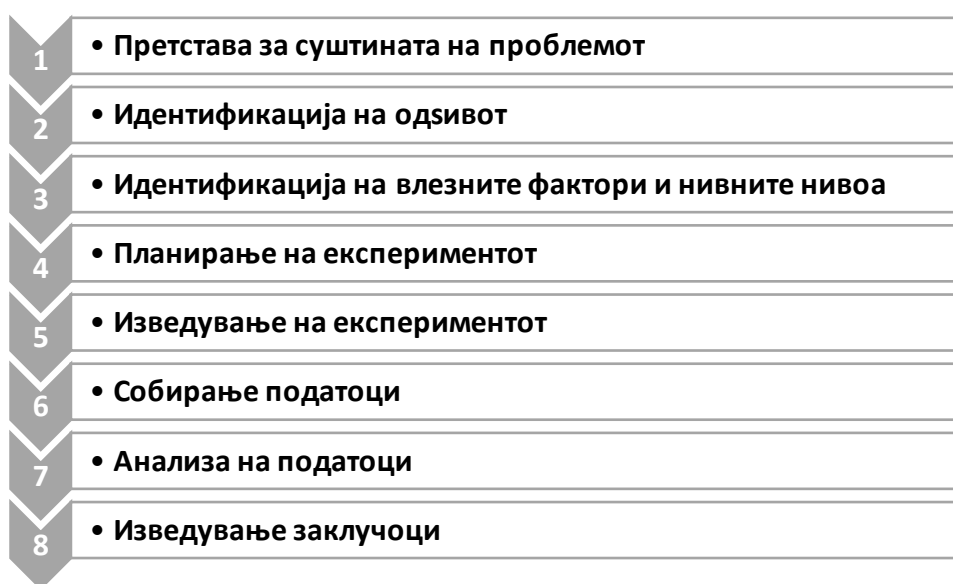 1 • Претстава за суштината на проблемот
2 • Идентификација на одѕивот
3 • Идентификација на влезните фактори и нивните нивоа
4 • Планирање на експериментот
5 • Изведување на експериментот
6 • Собирање податоци
7 • Анализа на податоци
8 • Изведување заклучоци